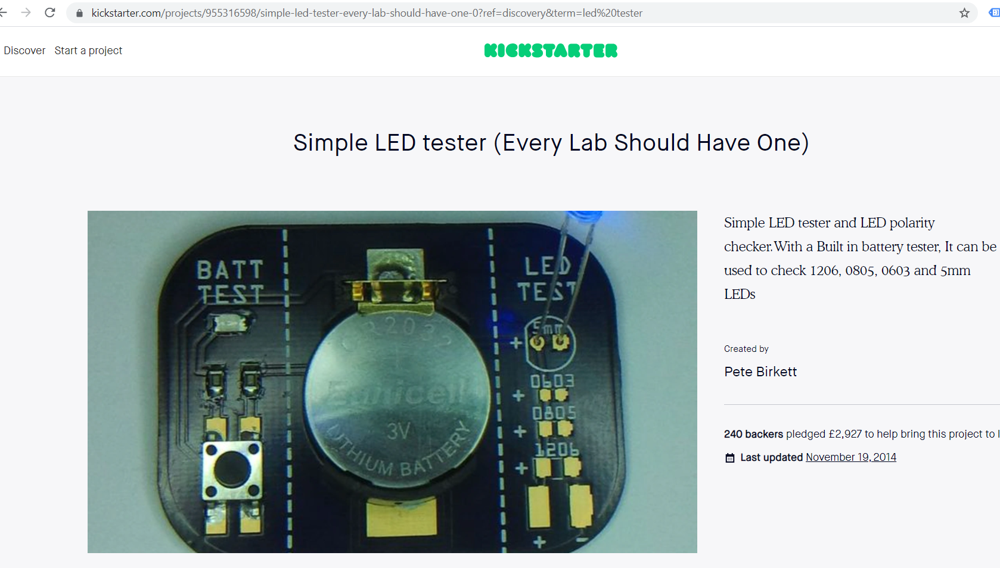 kickstarter.com/projects/955316598/simple-led-tester-every-lab-should-have-one-0?ref=discovery&term=led%20tester
Discover Start a project
KICKSTARTER
Simple LED tester (Every Lab Should Have One)
BATT
TEST
CR2032
Eunicell
3V
LITHIUM BATTERY
LED
TEST
5mm
+
0603
+
0805
+
1206
+
+ -
Simple LED tester and LED polarity
checker.With a Built in battery tester, It can be
used to check 1206, 0805, 0603 and 5mm
LEDs
Created by
Pete Birkett
240 backers pledged £2,927 to help bring this project to l
Last updated November 19, 2014